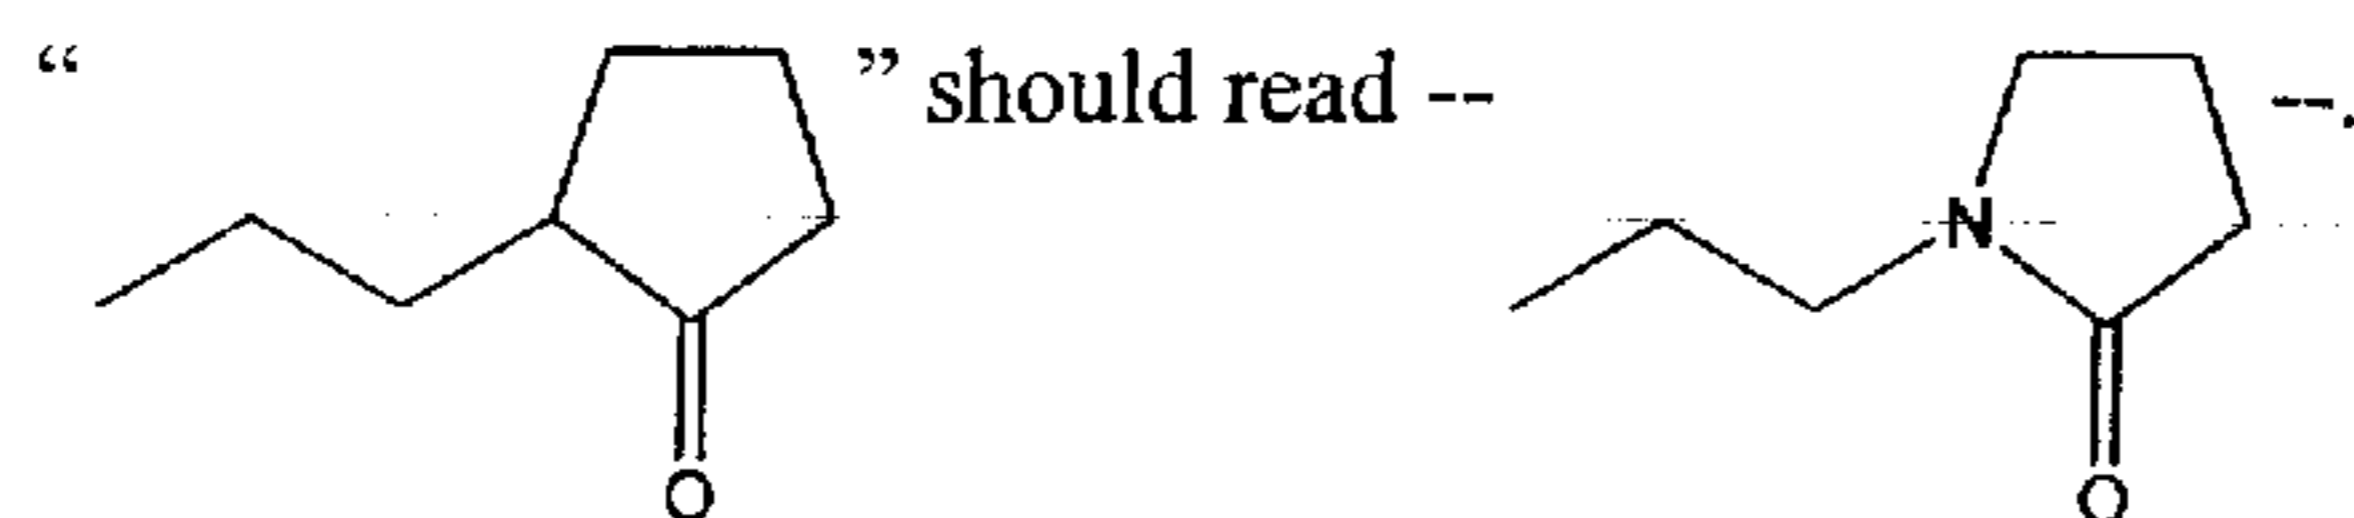 “ ” should read -- --.
N
O O